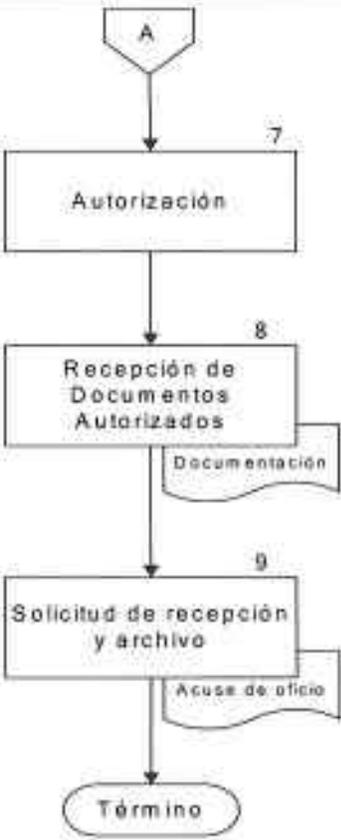 A
7
Autorización
8
Recepción de
Documentos
Autorizados
Documentación
9
Solicitud de recepción
y archivo
Acuse de oficio
Término